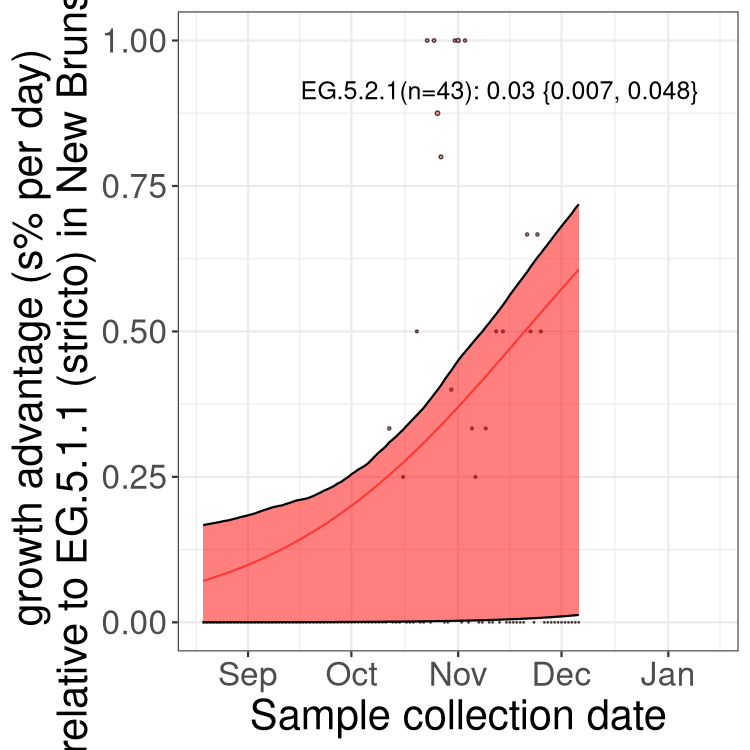 growth advantage (s% per day)
relative to EG.5.1.1 (stricto) in New Bruns
1.00
0.75
0.50
0.25
0.00
EG.5.2.1(n=43): 0.03 {0.007, 0.048}
Sep Oct Nov Dec Jan
Sample collection date